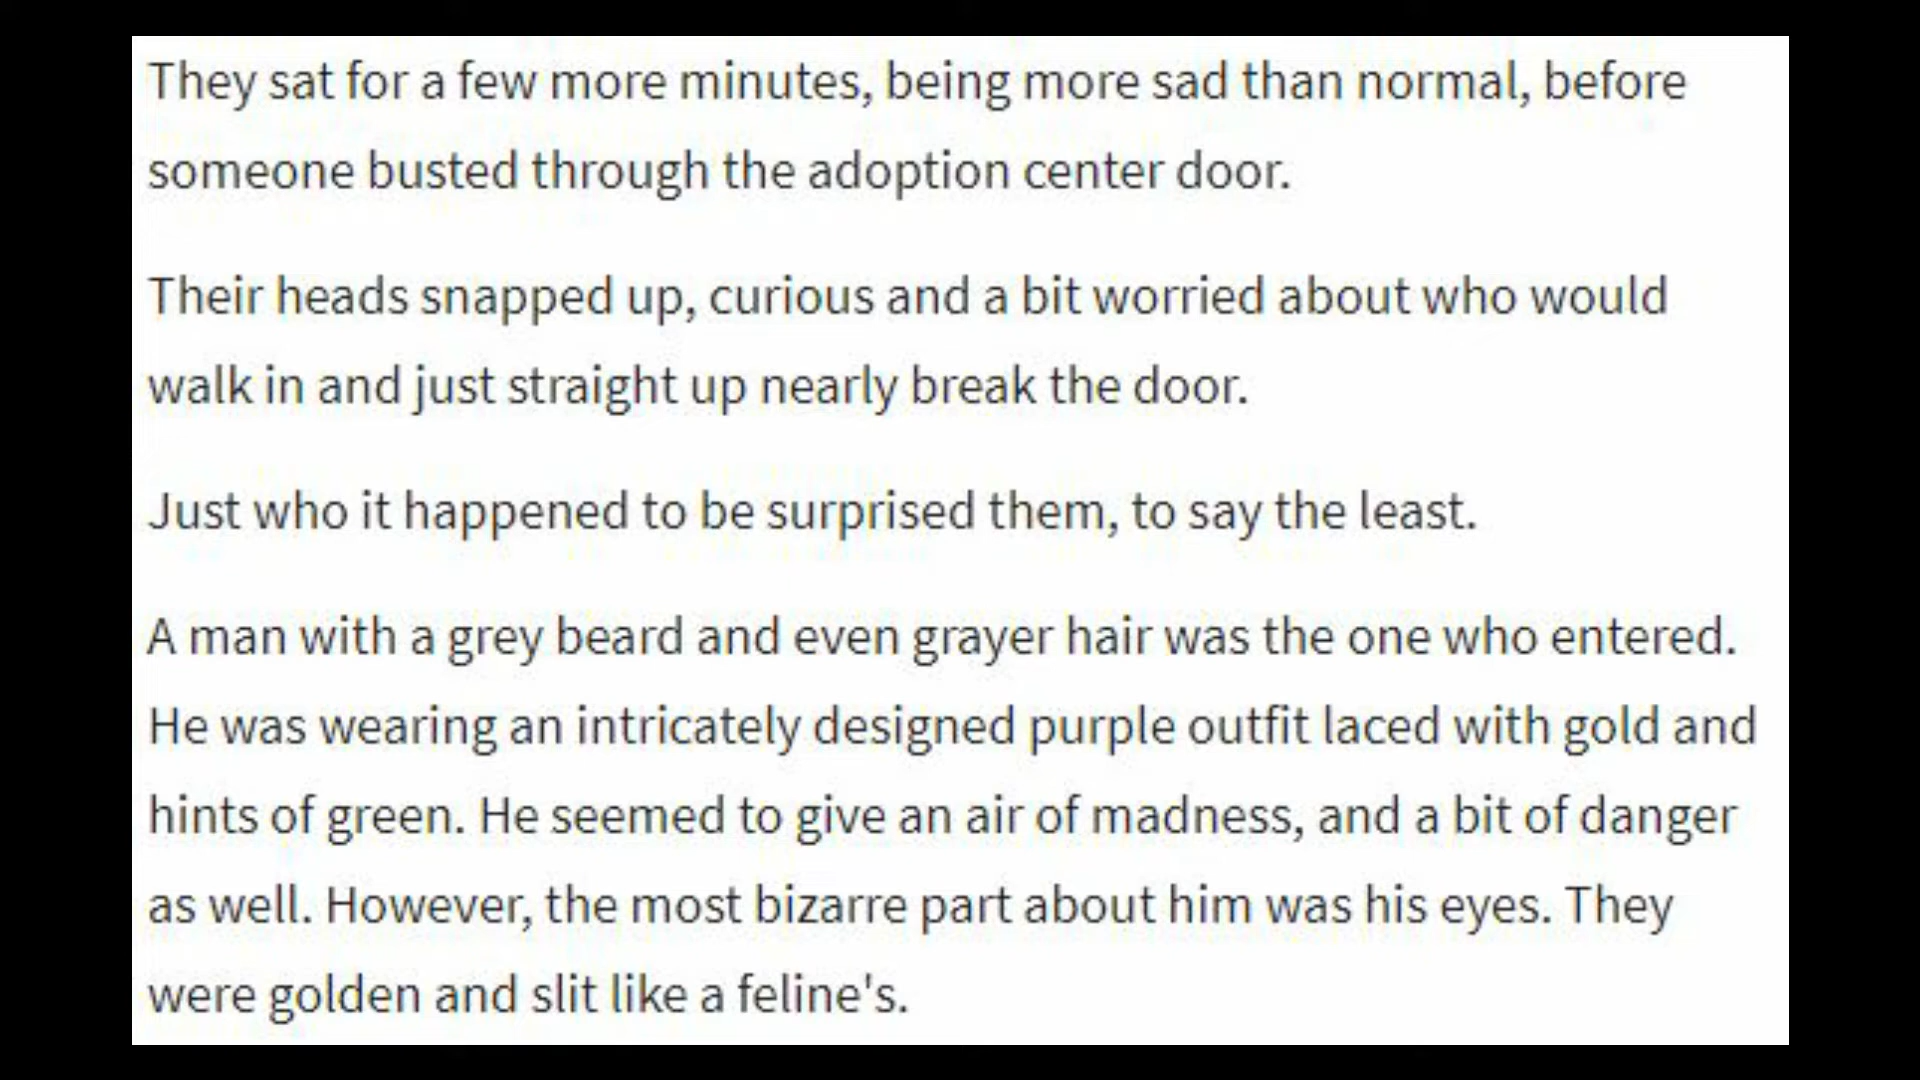 They sat for a few more minutes, being more sad than normal, before
someone busted through the adoption center door.
Their heads snapped up, curious and a bit worried about who would
walk in and just straight up nearly break the door.
Just who it happened to be surprised them, to say the least.
A man with a grey beard and even grayer hair was the one who entered.
He was wearing an intricately designed purple outfit laced with gold and
hints of green. He seemed to give an air of madness, and a bit of danger
as well. However, the most bizarre part about him was his eyes. They
were golden and slit like a feline's.